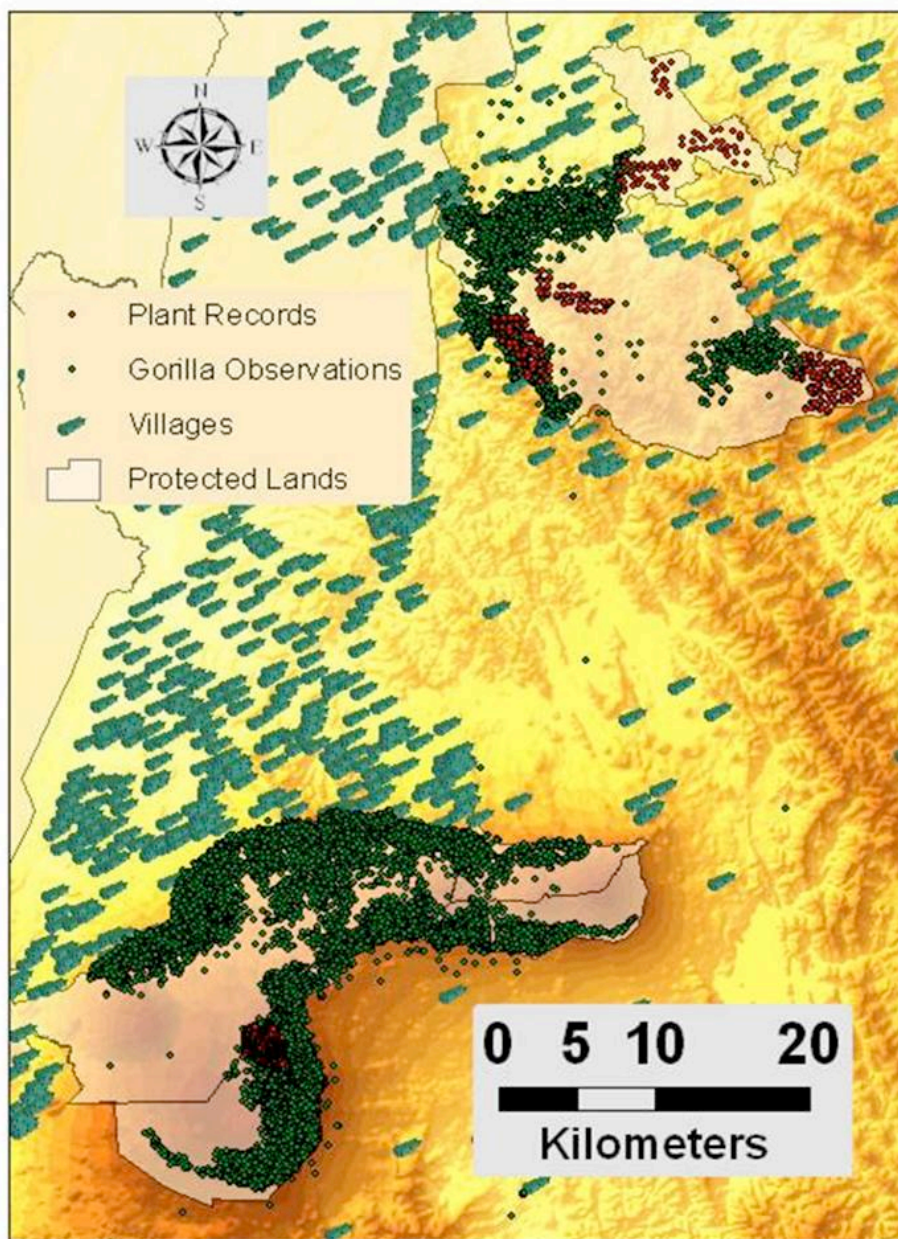 N
W E
S
Plant Records
Gorilla Observations
Villages
Protected Lands
0 5 10 20
Kilometers